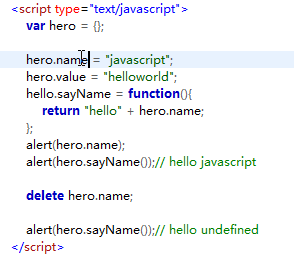 <script type="text/javascript">
var hero = {};
hero.name = "javascript";
hero.value = "helloworld";
hello.sayName = function(){
return "hello" + hero.name;
};
alert(hero.name);
alert(hero.sayName());// hello javascript
delete hero.name;
alert(hero.sayName());// hello undefined
</script>